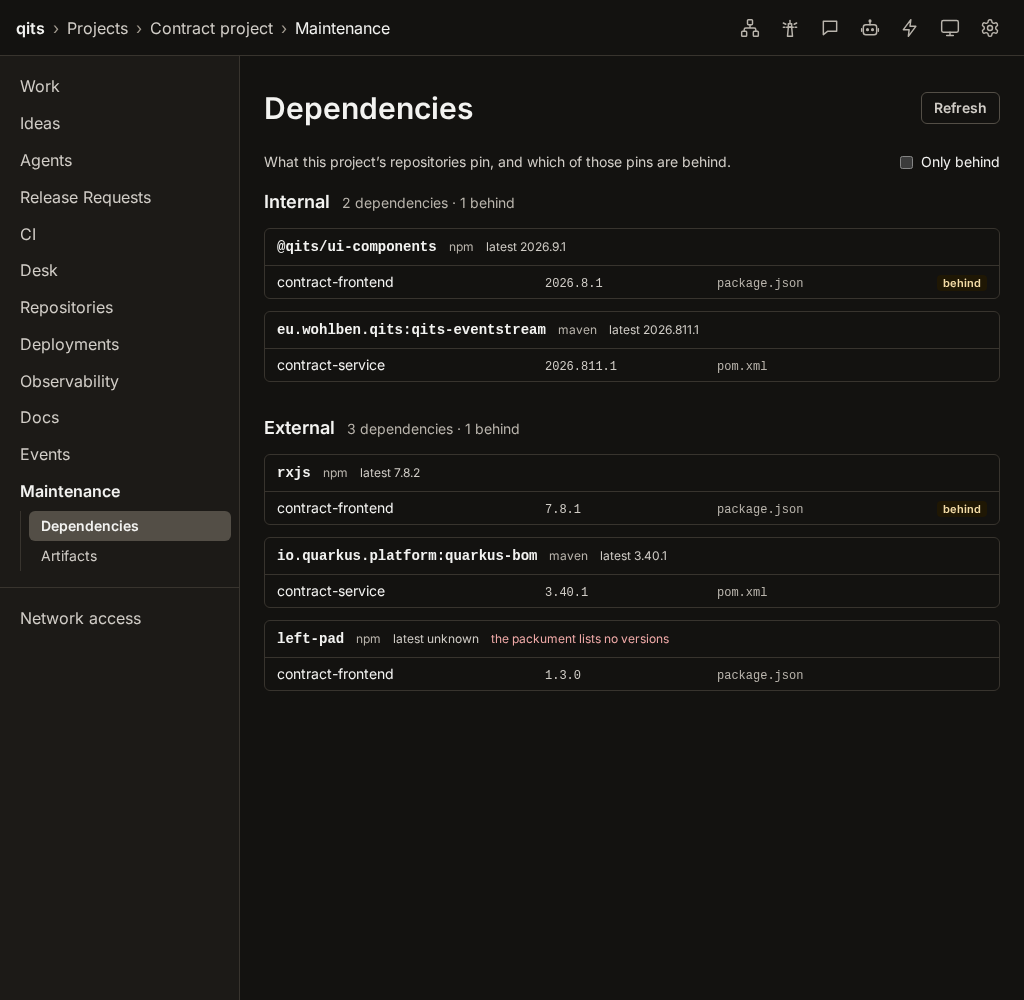 qits › Projects › Contract project › Maintenance
Work
Ideas
Agents
Release Requests
CI
Desk
Repositories
Deployments
Observability
Docs
Events
Maintenance
Dependencies
Artifacts
Network access
Dependencies
Refresh
What this project's repositories pin, and which of those pins are behind.
Only behind
Internal 2 dependencies · 1 behind
@qits/ui-components npm latest 2026.9.1
contract-frontend 2026.8.1 package.json behind
eu.wohlben.qits:qits-eventstream maven latest 2026.811.1
contract-service 2026.811.1 pom.xml
External 3 dependencies · 1 behind
rxjs npm latest 7.8.2
contract-frontend 7.8.1 package.json behind
io.quarkus.platform:quarkus-bom maven latest 3.40.1
contract-service 3.40.1 pom.xml
left-pad npm latest unknown the packument lists no versions
contract-frontend 1.3.0 package.json